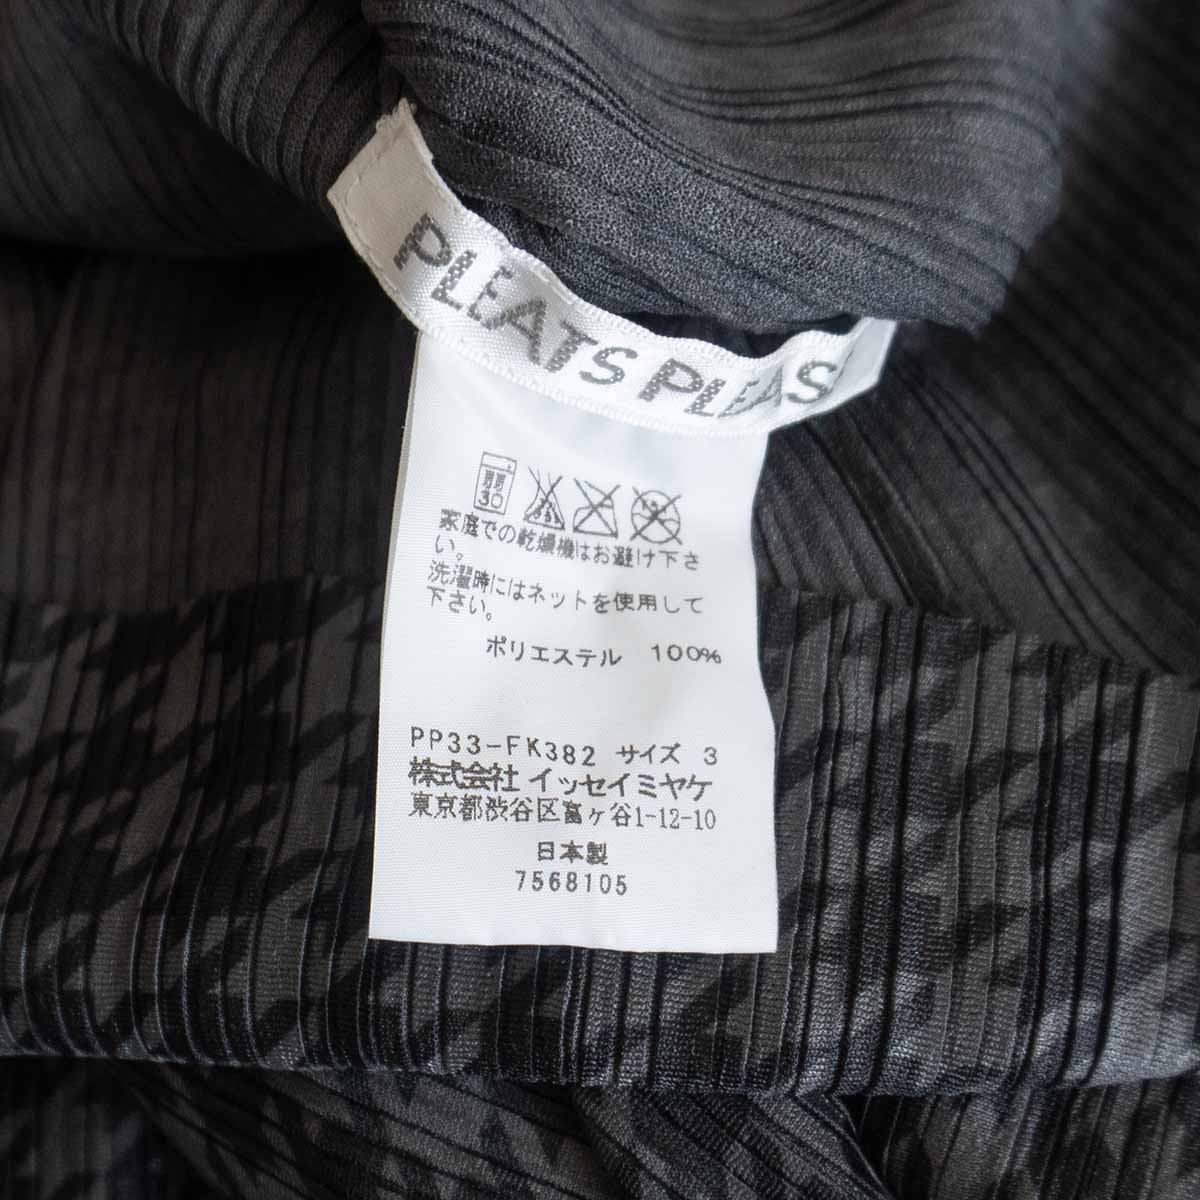 PLEATS PLEAS
弱
30
家庭での乾燥機はお避け下さ
い。
洗濯時にはネットを使用して
下さい。
ポリエステル 100%
PP33-FK382 サイズ 3
株式会社 イッセイミヤケ
東京都渋谷区富ヶ谷1-12-10
日本製
7568105